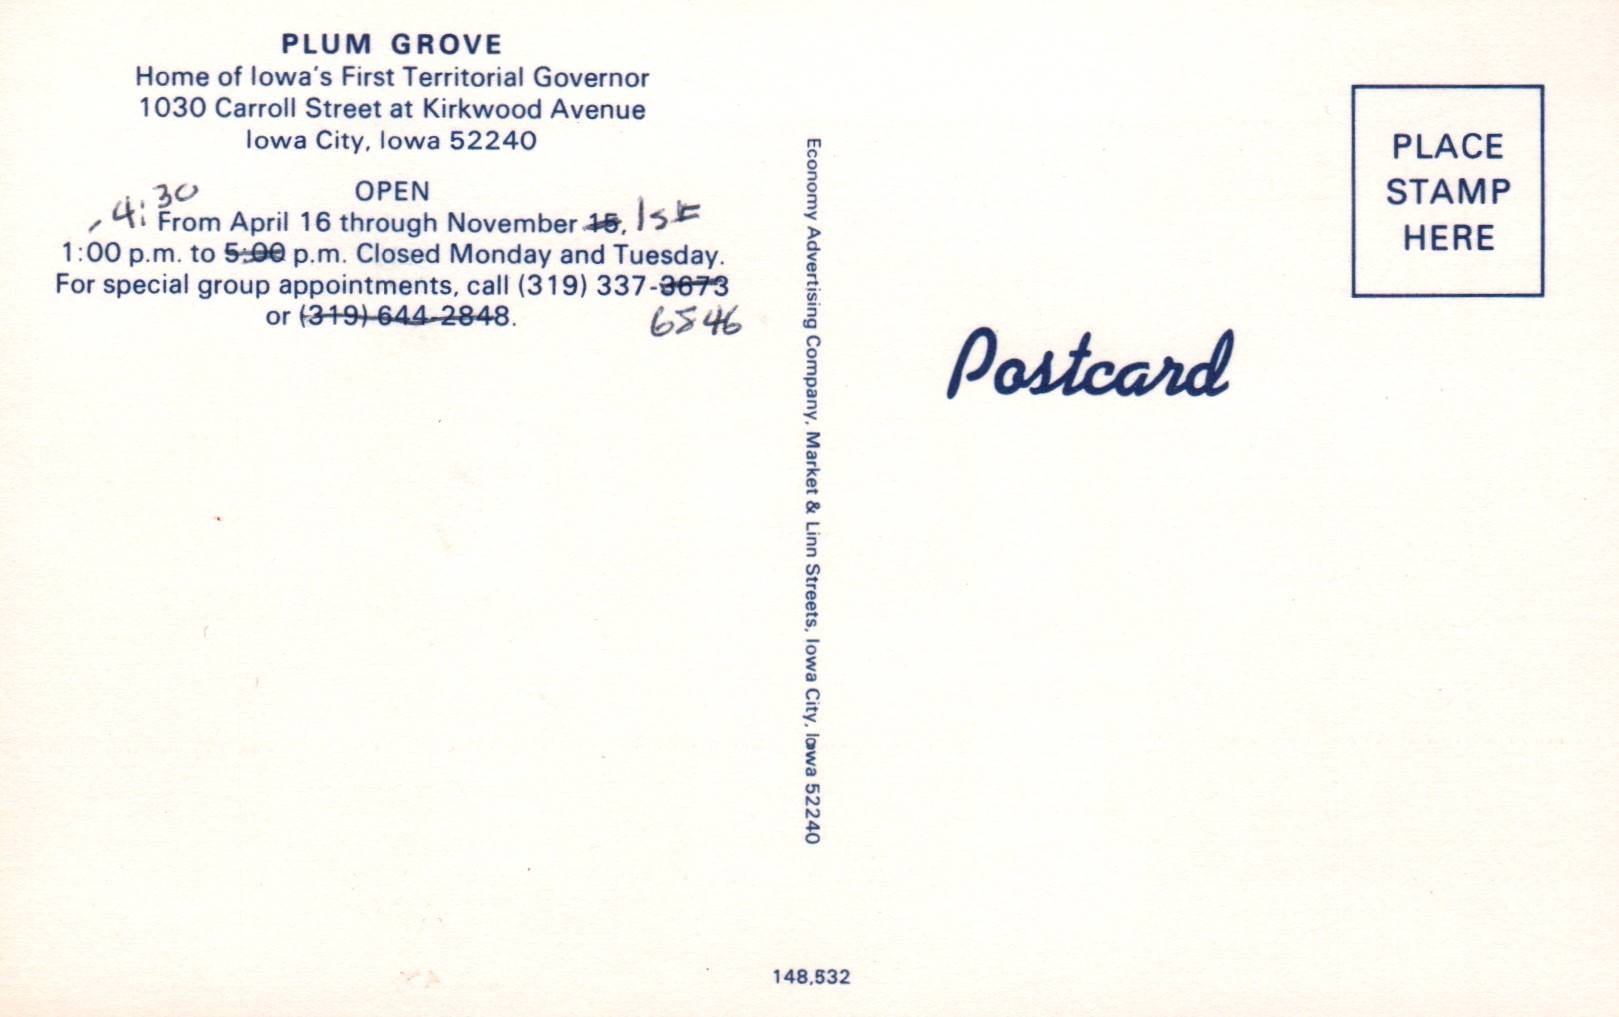 PLUM GROVE
Home of Iowa's First Territorial Governor
1030 Carroll Street at Kirkwood Avenue
Iowa City, Iowa 52240
OPEN
-4:30
From April 16 through November 15, 1st
1:00 p.m. to 5:00 p.m. Closed Monday and Tuesday.
For special group appointments, call (319) 337-3673
or (319) 644-2848.
6846
Economy Advertising Company, Market & Linn Streets, Iowa City, Iowa 52240
PLACE
STAMP
HERE
Postcard
148,532